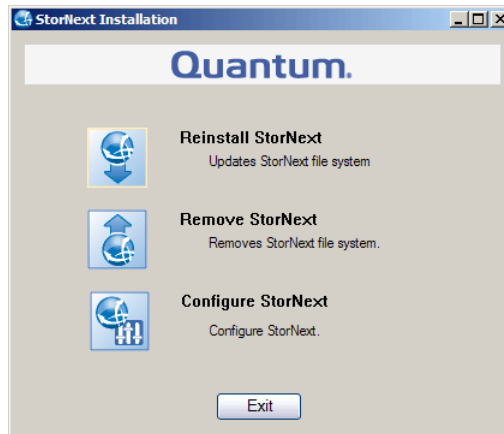 StorNext Installation
Quantum.
Reinstall StorNext
Updates StorNext file system
Remove StorNext
Removes StorNext file system.
Configure StorNext
Configure StorNext.
Exit